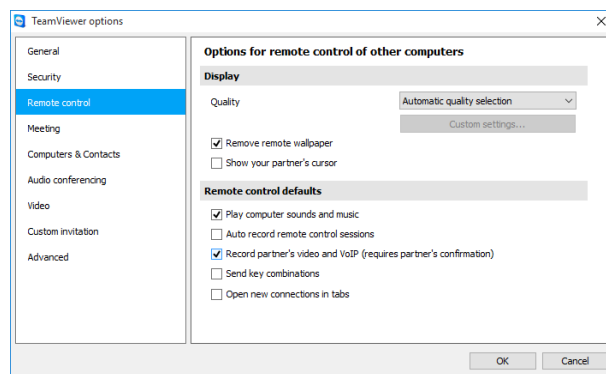 TeamViewer options
General
Security
Remote control
Meeting
Computers & Contacts
Audio conferencing
Video
Custom invitation
Advanced
Options for remote control of other computers
Display
Quality
Automatic quality selection
Custom settings...
Remove remote wallpaper
Show your partner's cursor
Remote control defaults
Play computer sounds and music
Auto record remote control sessions
Record partner's video and VoIP (requires partner's confirmation)
Send key combinations
Open new connections in tabs
OK
Cancel